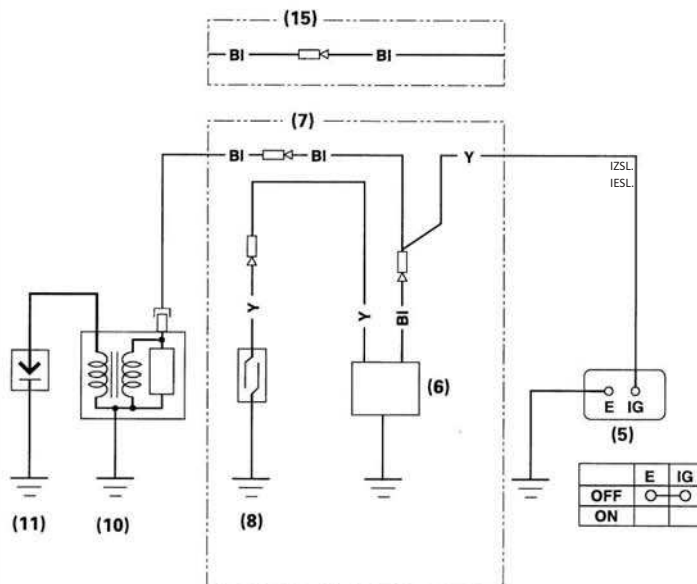 (15)
Bl Bl
(7)
Bl Bl Y
IZSL.
IESL.
Y Y Bl
(6)
E IG
(5)
(11) (10) (8)
E IG
OFF
ON